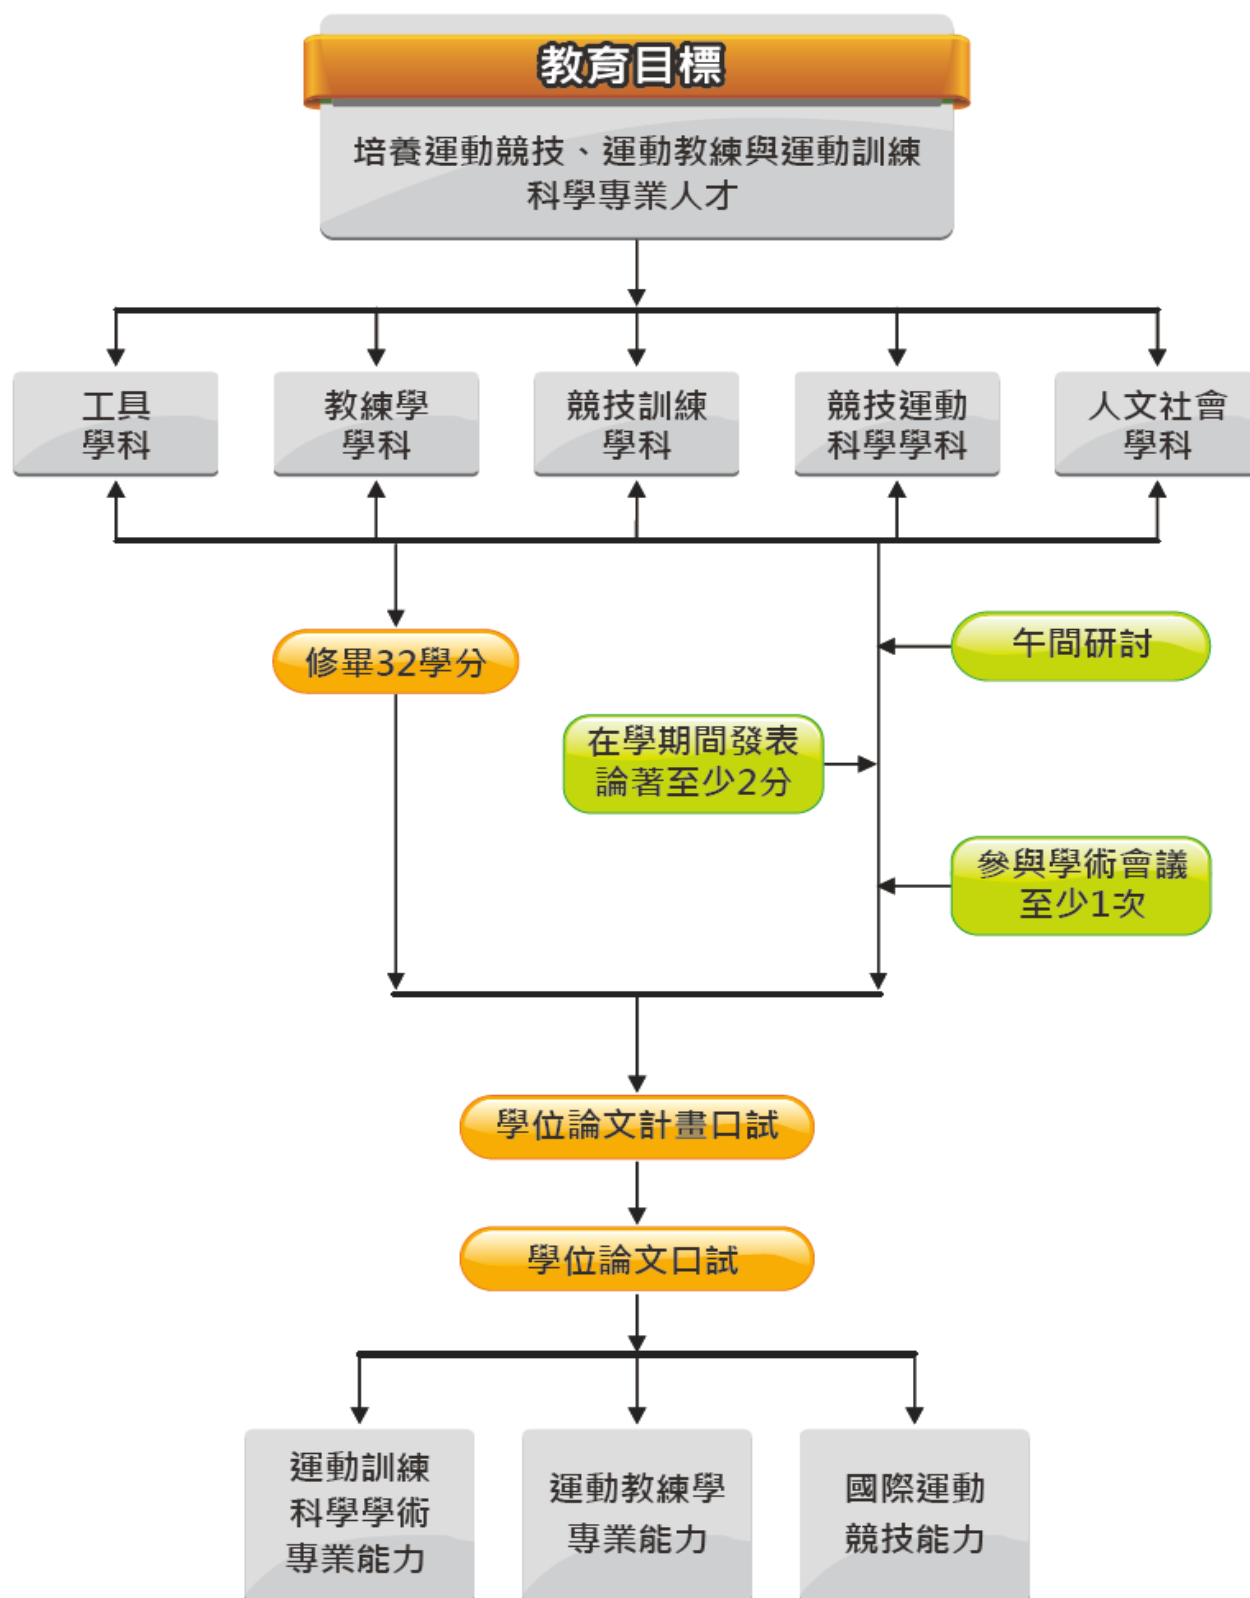 教育目標
培養運動競技、運動教練與運動訓練
科學專業人才
工具
學科
教練學
學科
競技訓練
學科
競技運動
科學學科
人文社會
學科
修畢32學分
午間研討
在學期間發表
論著至少2分
參與學術會議
至少1次
學位論文計畫口試
學位論文口試
運動訓練
科學學術
專業能力
運動教練學
專業能力
國際運動
競技能力